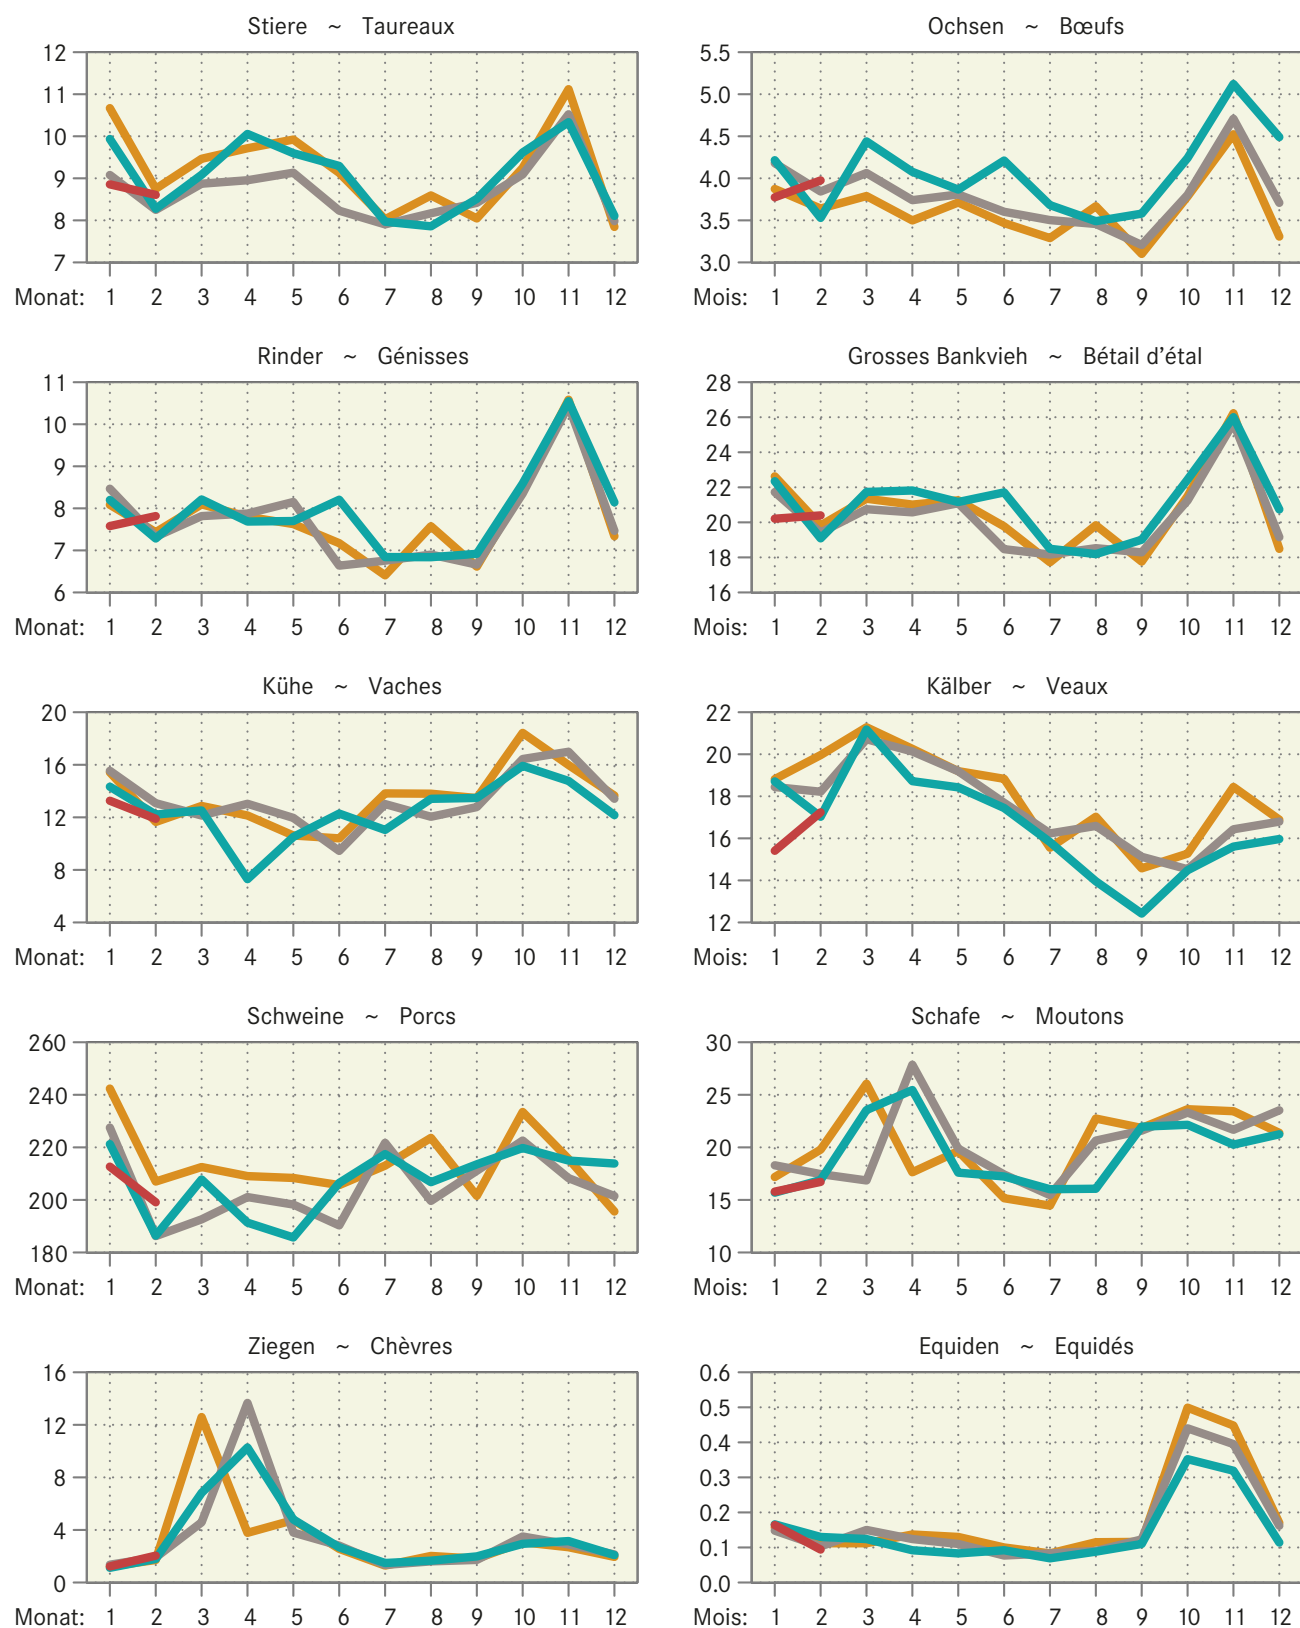 Stiere ~ Taureaux
12
11
10
9
8
7
Monat: 1 2 3 4 5 6 7 8 9 10 11 12
Ochsen ~ Bœufs
5.5
5.0
4.5
4.0
3.5
3.0
Mois: 1 2 3 4 5 6 7 8 9 10 11 12
Rinder ~ Génisses
11
10
9
8
7
6
Monat: 1 2 3 4 5 6 7 8 9 10 11 12
Grosses Bankvieh ~ Bétail d’étal
28
26
24
22
20
18
16
Mois: 1 2 3 4 5 6 7 8 9 10 11 12
Kühe ~ Vaches
20
16
12
8
4
Monat: 1 2 3 4 5 6 7 8 9 10 11 12
Kälber ~ Veaux
22
20
18
16
14
12
Mois: 1 2 3 4 5 6 7 8 9 10 11 12
Schweine ~ Porcs
260
240
220
200
180
Monat: 1 2 3 4 5 6 7 8 9 10 11 12
Schafe ~ Moutons
30
25
20
15
10
Mois: 1 2 3 4 5 6 7 8 9 10 11 12
Ziegen ~ Chèvres
16
12
8
4
0
Monat: 1 2 3 4 5 6 7 8 9 10 11 12
Equiden ~ Equidés
0.6
0.5
0.4
0.3
0.2
0.1
0.0
Mois: 1 2 3 4 5 6 7 8 9 10 11 12